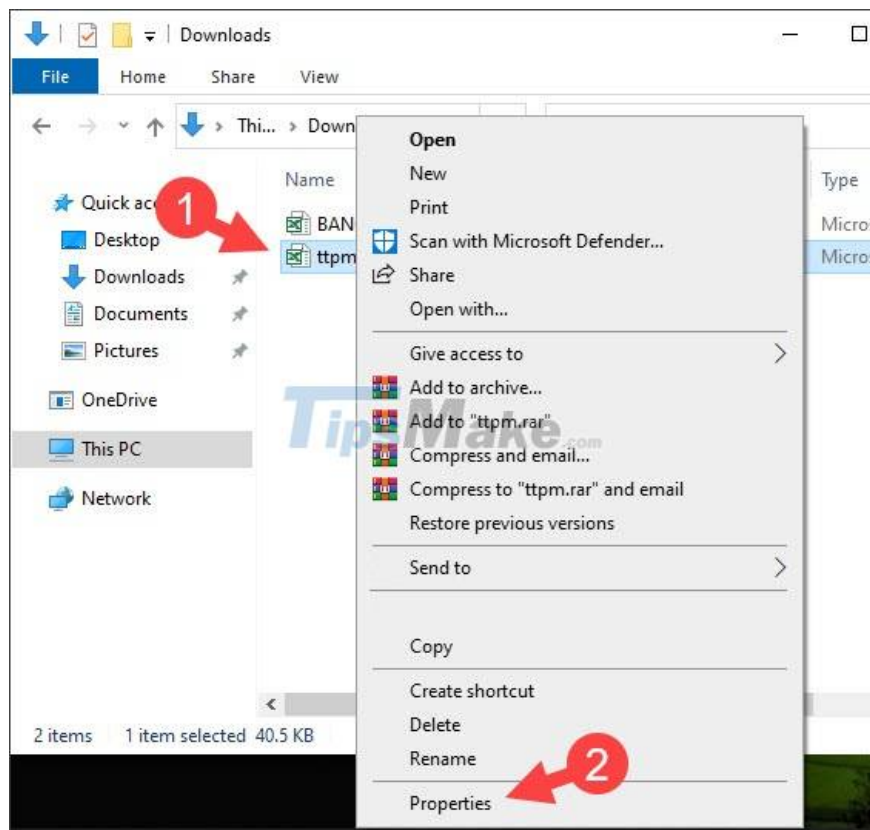 Downloads
File Home Share View
Thi... Down
Name Type
Quick ac
1
Desktop
Downloads
Documents
Pictures
OneDrive
This PC
Network
BAN Micro
ttpm Micro
Open
New
Print
Scan with Microsoft Defender...
Share
Open with...
Give access to
Add to archive...
Add to "ttpm.rar"
TipsMake.com
Compress and email...
Compress to "ttpm.rar" and email
Restore previous versions
Send to
Copy
Create shortcut
Delete
Rename
2
Properties
2 items 1 item selected 40.5 KB